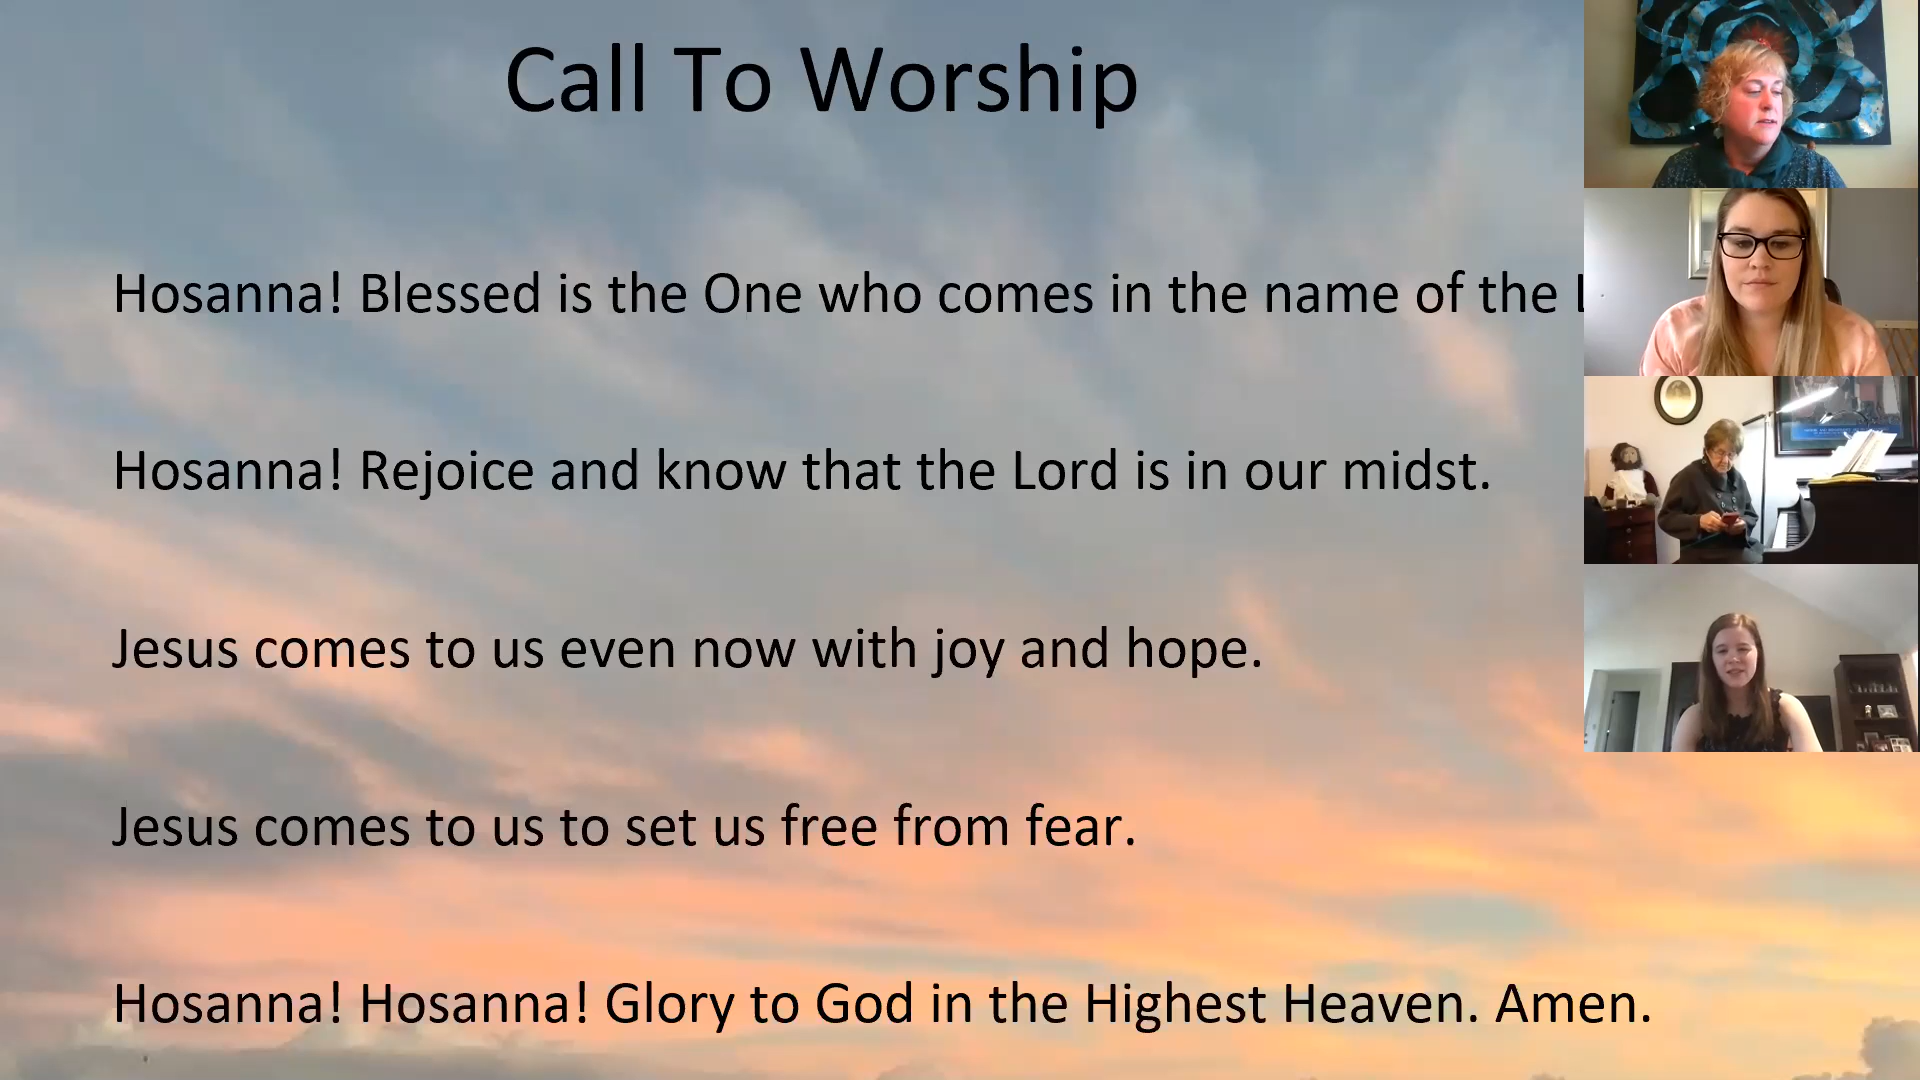 Call To Worship
Hosanna! Blessed is the One who comes in the name of the
Hosanna! Rejoice and know that the Lord is in our midst.
Jesus comes to us even now with joy and hope.
Jesus comes to us to set us free from fear.
Hosanna! Hosanna! Glory to God in the Highest Heaven. Amen.